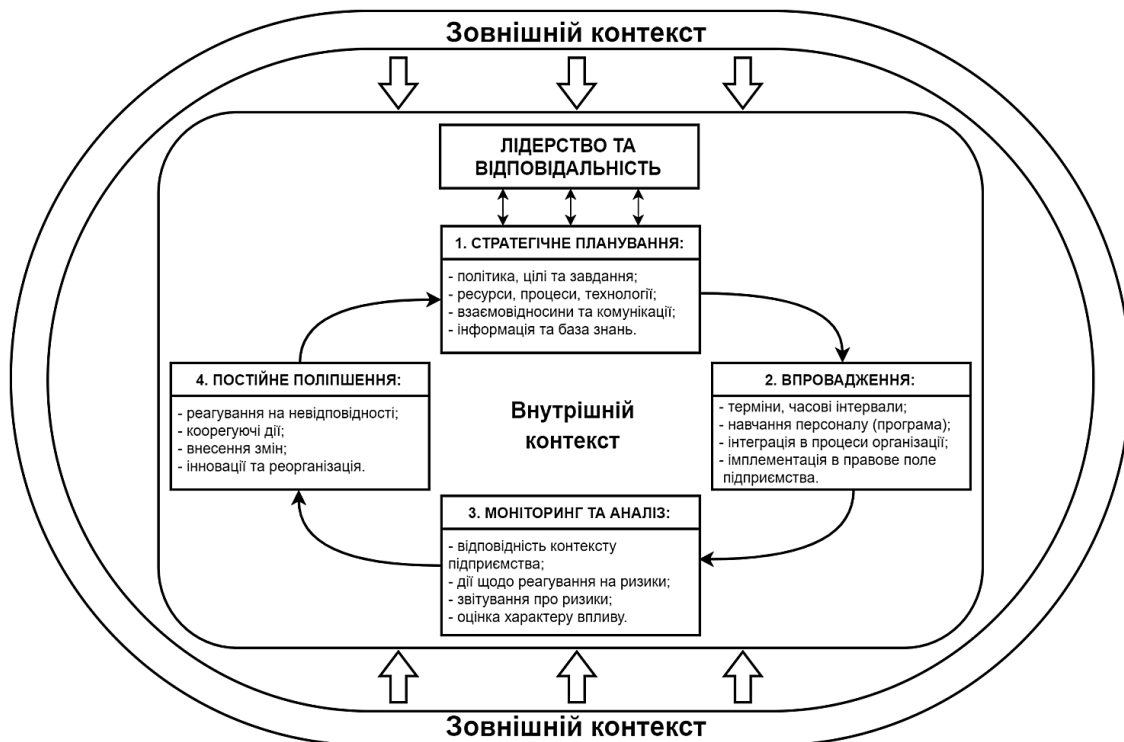 Зовнішній контекст
ЛІДЕРСТВО ТА
ВІДПОВІДАЛЬНІСТЬ
1. СТРАТЕГІЧНЕ ПЛАНУВАННЯ:
- політика, цілі та завдання;
- ресурси, процеси, технології;
- взаємовідносини та комунікації;
- інформація та база знань.
4. ПОСТІЙНЕ ПОЛІПШЕННЯ:
- реагування на невідповідності;
- коорегуючі дії;
- внесення змін;
- інновації та реорганізація.
Внутрішній
контекст
2. ВПРОВАДЖЕННЯ:
- терміни, часові інтервали;
- навчання персоналу (програма);
- інтеграція в процеси організації;
- імплементація в правове поле
підприємства.
3. МОНІТОРИНГ ТА АНАЛІЗ:
- відповідність контексту
підприємства;
- дії щодо реагування на ризики;
- звітування про ризики;
- оцінка характеру впливу.
Зовнішній контекст